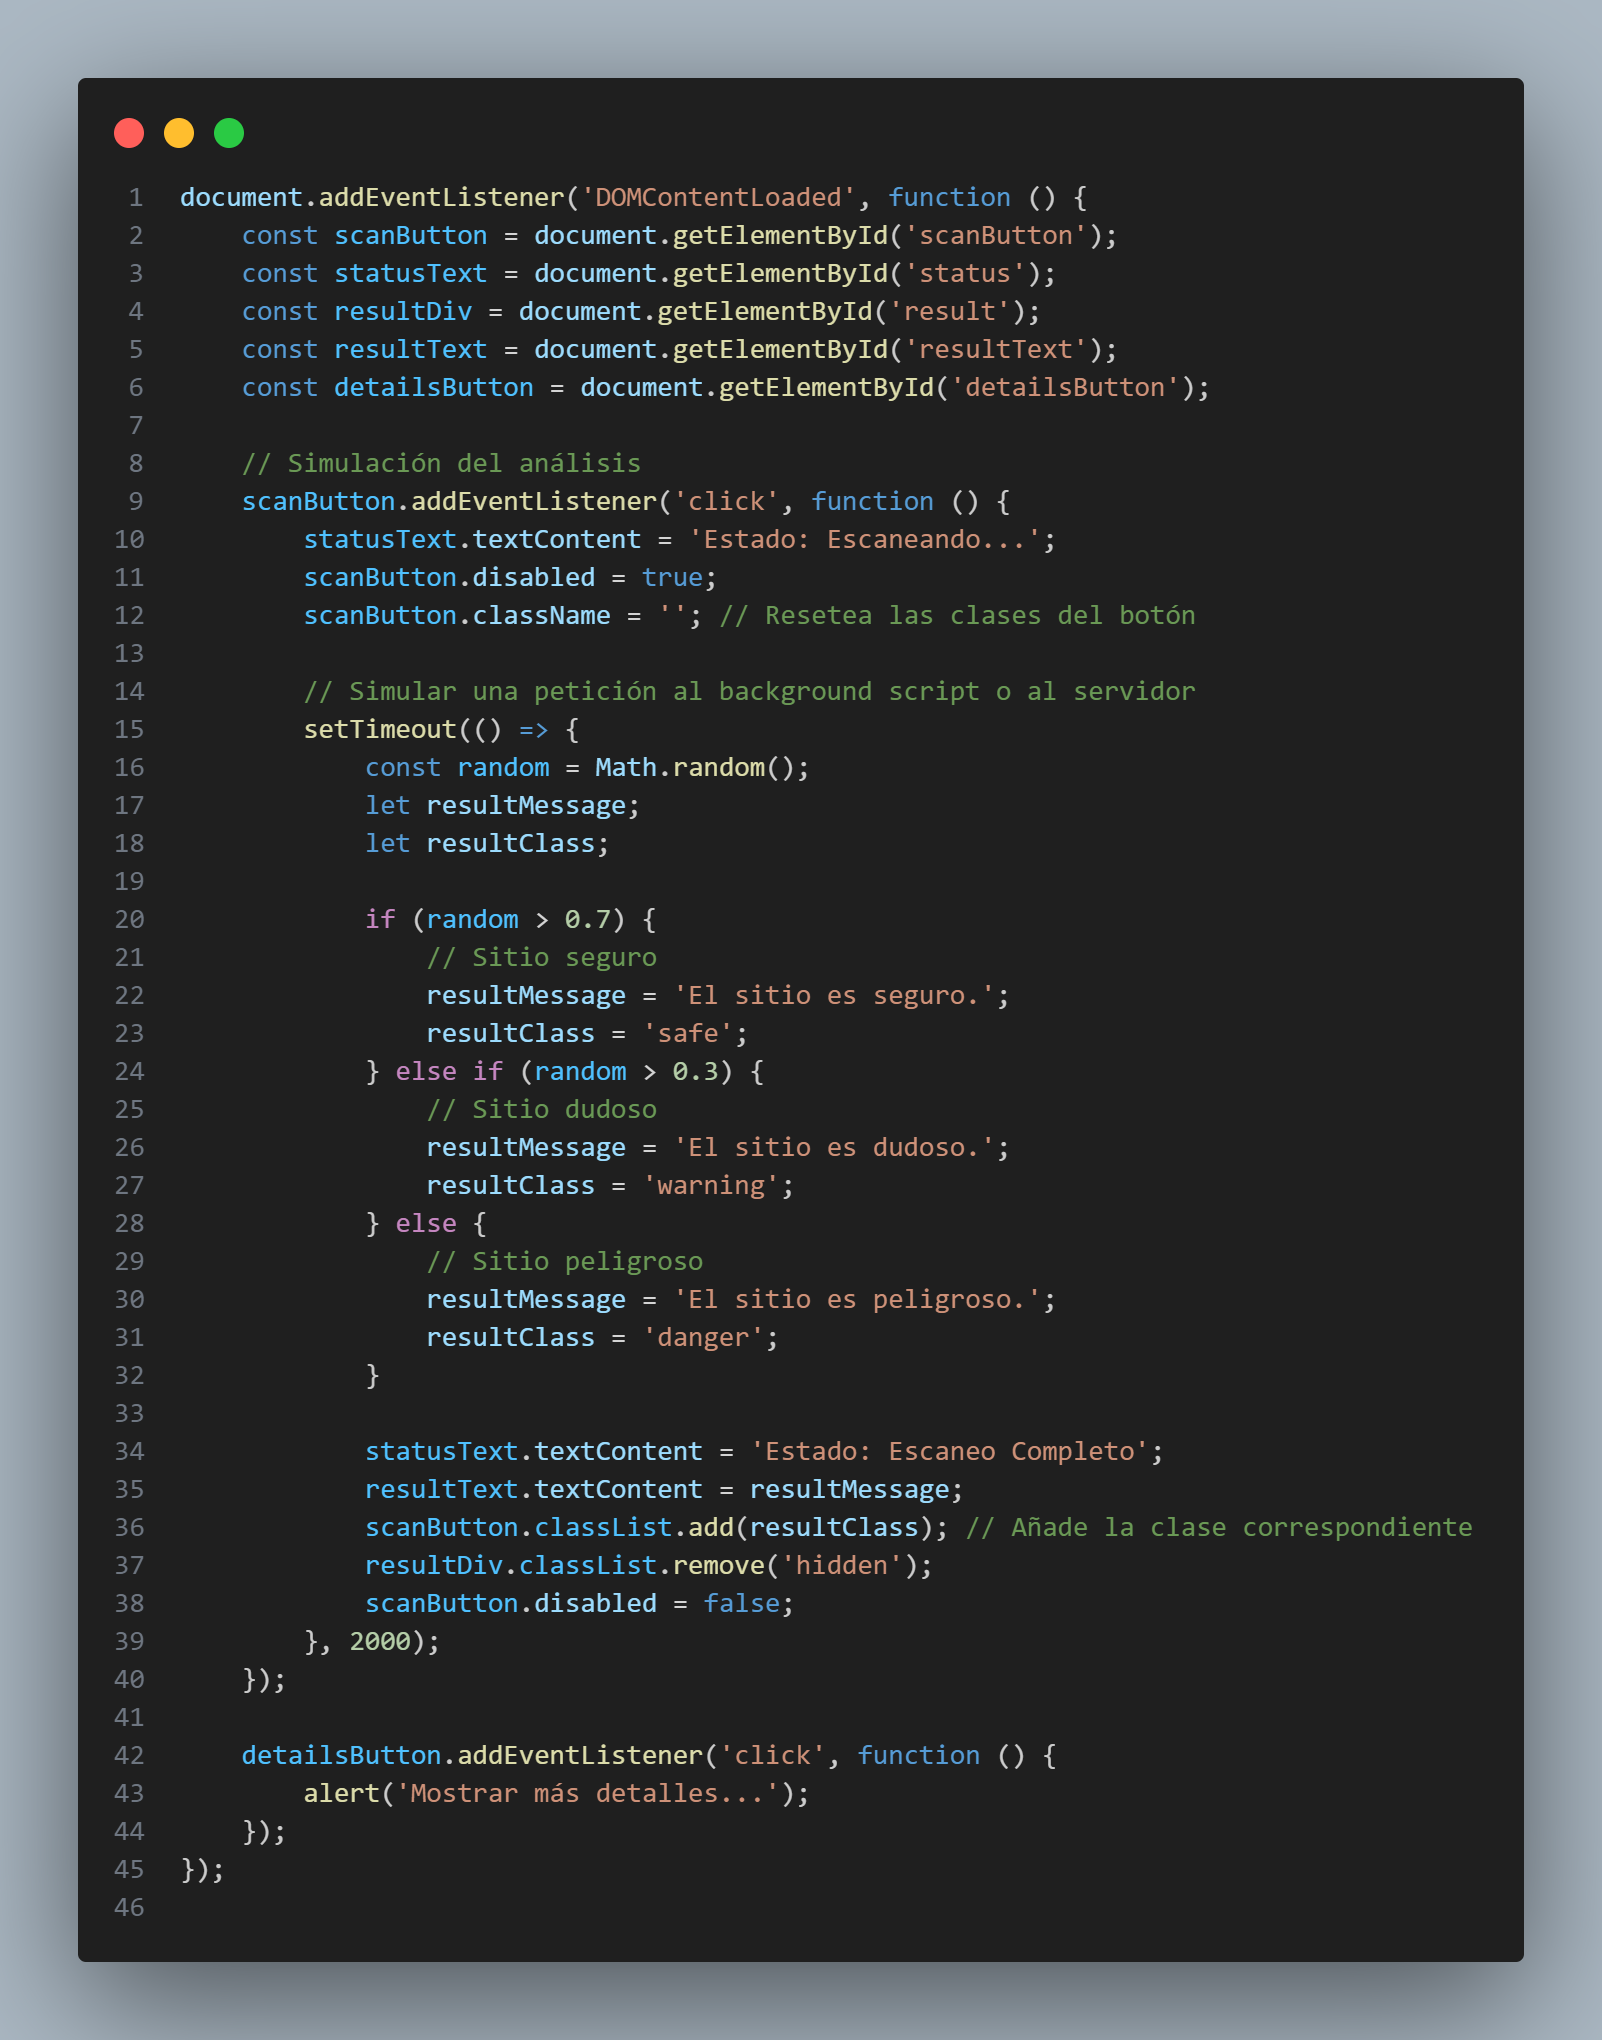 1 document.addEventListener('DOMContentLoaded', function () {
2     const scanButton = document.getElementById('scanButton');
3     const statusText = document.getElementById('status');
4     const resultDiv = document.getElementById('result');
5     const resultText = document.getElementById('resultText');
6     const detailsButton = document.getElementById('detailsButton');
7
8     // Simulación del análisis
9     scanButton.addEventListener('click', function () {
10         statusText.textContent = 'Estado: Escaneando...';
11         scanButton.disabled = true;
12         scanButton.className = ''; // Resetea las clases del botón
13
14         // Simular una petición al background script o al servidor
15         setTimeout(() => {
16             const random = Math.random();
17             let resultMessage;
18             let resultClass;
19
20             if (random > 0.7) {
21                 // Sitio seguro
22                 resultMessage = 'El sitio es seguro.';
23                 resultClass = 'safe';
24             } else if (random > 0.3) {
25                 // Sitio dudoso
26                 resultMessage = 'El sitio es dudoso.';
27                 resultClass = 'warning';
28             } else {
29                 // Sitio peligroso
30                 resultMessage = 'El sitio es peligroso.';
31                 resultClass = 'danger';
32             }
33
34             statusText.textContent = 'Estado: Escaneo Completo';
35             resultText.textContent = resultMessage;
36             scanButton.classList.add(resultClass); // Añade la clase correspondiente
37             resultDiv.classList.remove('hidden');
38             scanButton.disabled = false;
39         }, 2000);
40     });
41
42     detailsButton.addEventListener('click', function () {
43         alert('Mostrar más detalles...');
44     });
45 });
46